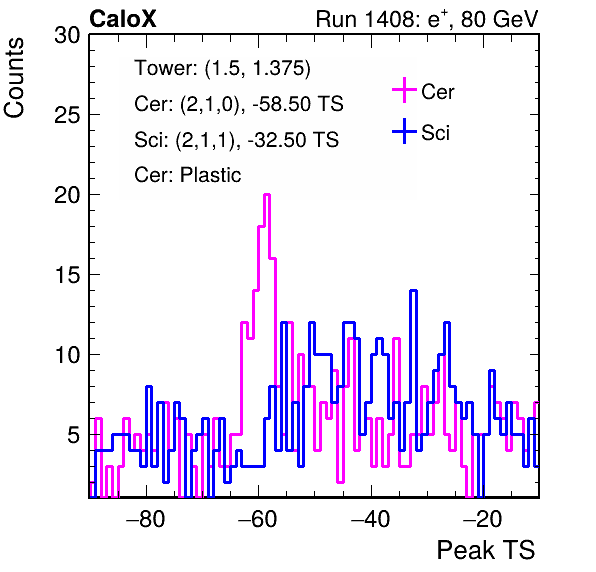 CaloX Run 1408: e⁺, 80 GeV
Counts
30
25
20
15
10
5
Tower: (1.5, 1.375)
Cer: (2,1,0), -58.50 TS
Sci: (2,1,1), -32.50 TS
Cer: Plastic
Cer
Sci
−80 −60 −40 −20
Peak TS